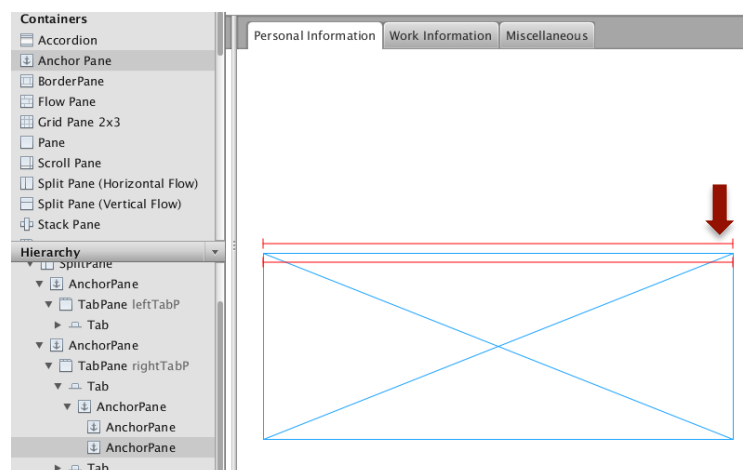 Containers
Accordion
Anchor Pane
BorderPane
Flow Pane
Grid Pane 2x3
Pane
Scroll Pane
Split Pane (Horizontal Flow)
Split Pane (Vertical Flow)
Stack Pane
Hierarchy
SplitPane
AnchorPane
TabPane leftTabP
Tab
AnchorPane
TabPane rightTabP
Tab
AnchorPane
AnchorPane
AnchorPane
Tab
Personal Information Work Information Miscellaneous